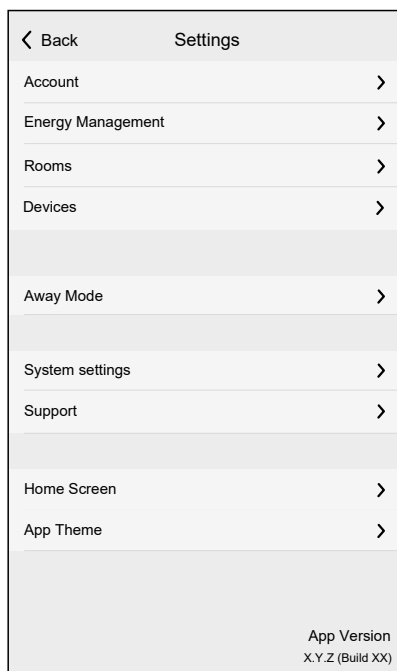 Back Settings
Account
Energy Management
Rooms
Devices
Away Mode
System settings
Support
Home Screen
App Theme
App Version
X.Y.Z (Build XX)